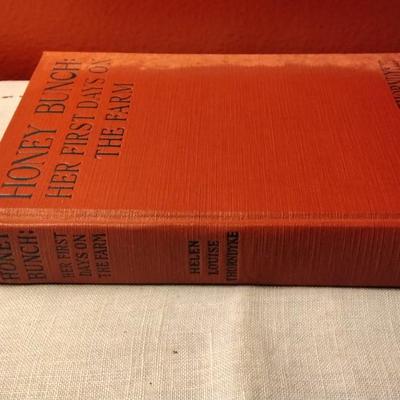 HONEY BUNCH:
HER FIRST DAYS ON
THE FARM
HONEY
BUNCH:
HER FIRST
DAYS ON
THE FARM
HELEN
LOUISE
THORNDYKE